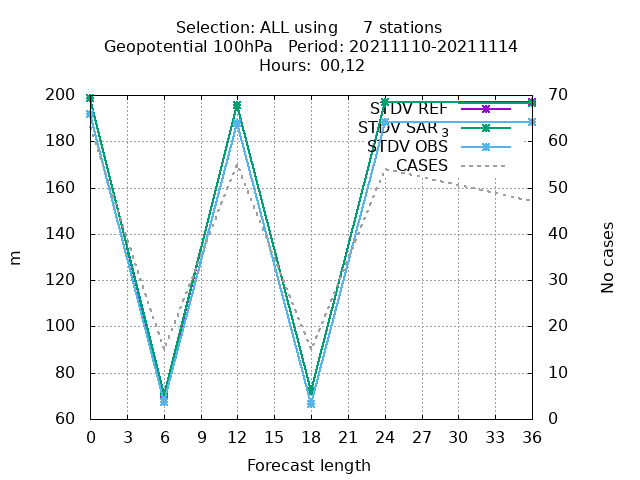 Selection: ALL using 7 stations
Geopotential 100hPa Period: 20211110-20211114
Hours: 00,12
200 70
STDV REF
STDV SAR 3
180 60
STDV OBS
CASES
160 50
140 40
120 30
100 20
80 10
60 0
m
No cases
0 3 6 9 12 15 18 21 24 27 30 33 36
Forecast length